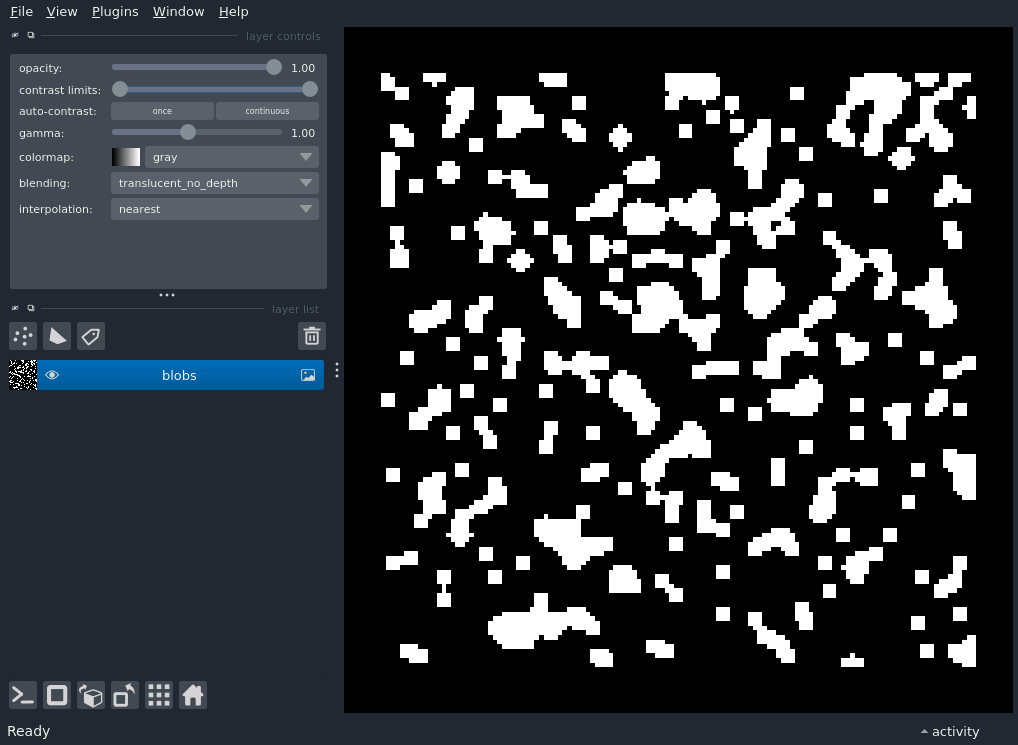 File View Plugins Window Help
layer controls
opacity: 1.00
contrast limits:
auto-contrast: once continuous
gamma: 1.00
colormap: gray
blending: translucent_no_depth
interpolation: nearest
layer list
blobs
Ready activity